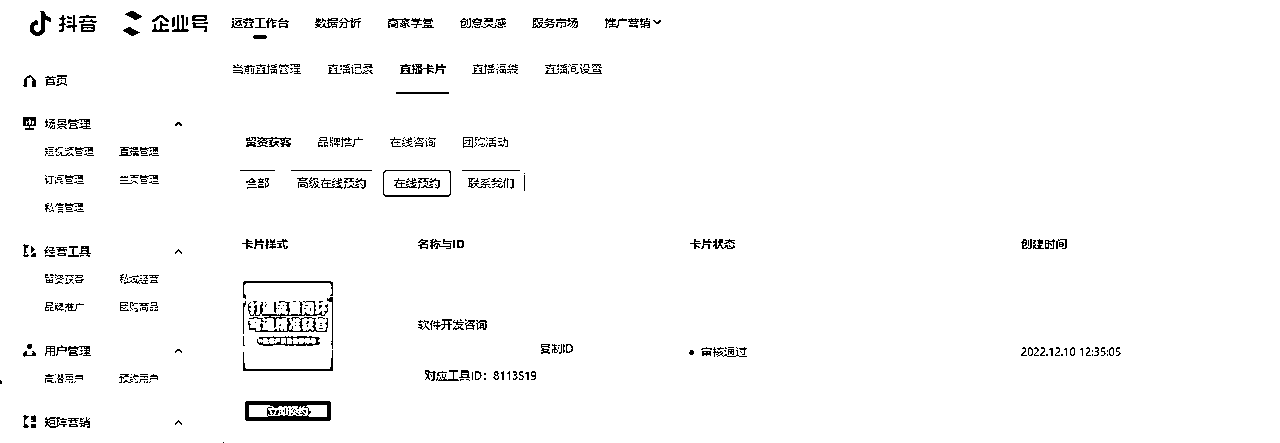 抖音 企业号 运营工作台 数据分析 商家学堂 创意灵感 服务市场 推广营销
当前直播管理 直播记录 直播卡片 直播福袋 直播间设置
首页
场景管理
短视频管理 直播管理
订阅管理 主页管理
私信管理
经营工具
留资获客 私域经营
品牌推广 团购商品
用户管理
高潜用户 预约用户
矩阵营销
留资获客 品牌推广 在线咨询 团购活动
全部 高级在线预约 在线预约 联系我们
卡片样式 名称与ID 卡片状态 创建时间
打通流量闭环
软件开发咨询
复制ID
对应工具ID：8113519
审核通过
2022.12.10 12:35:05
立即预约